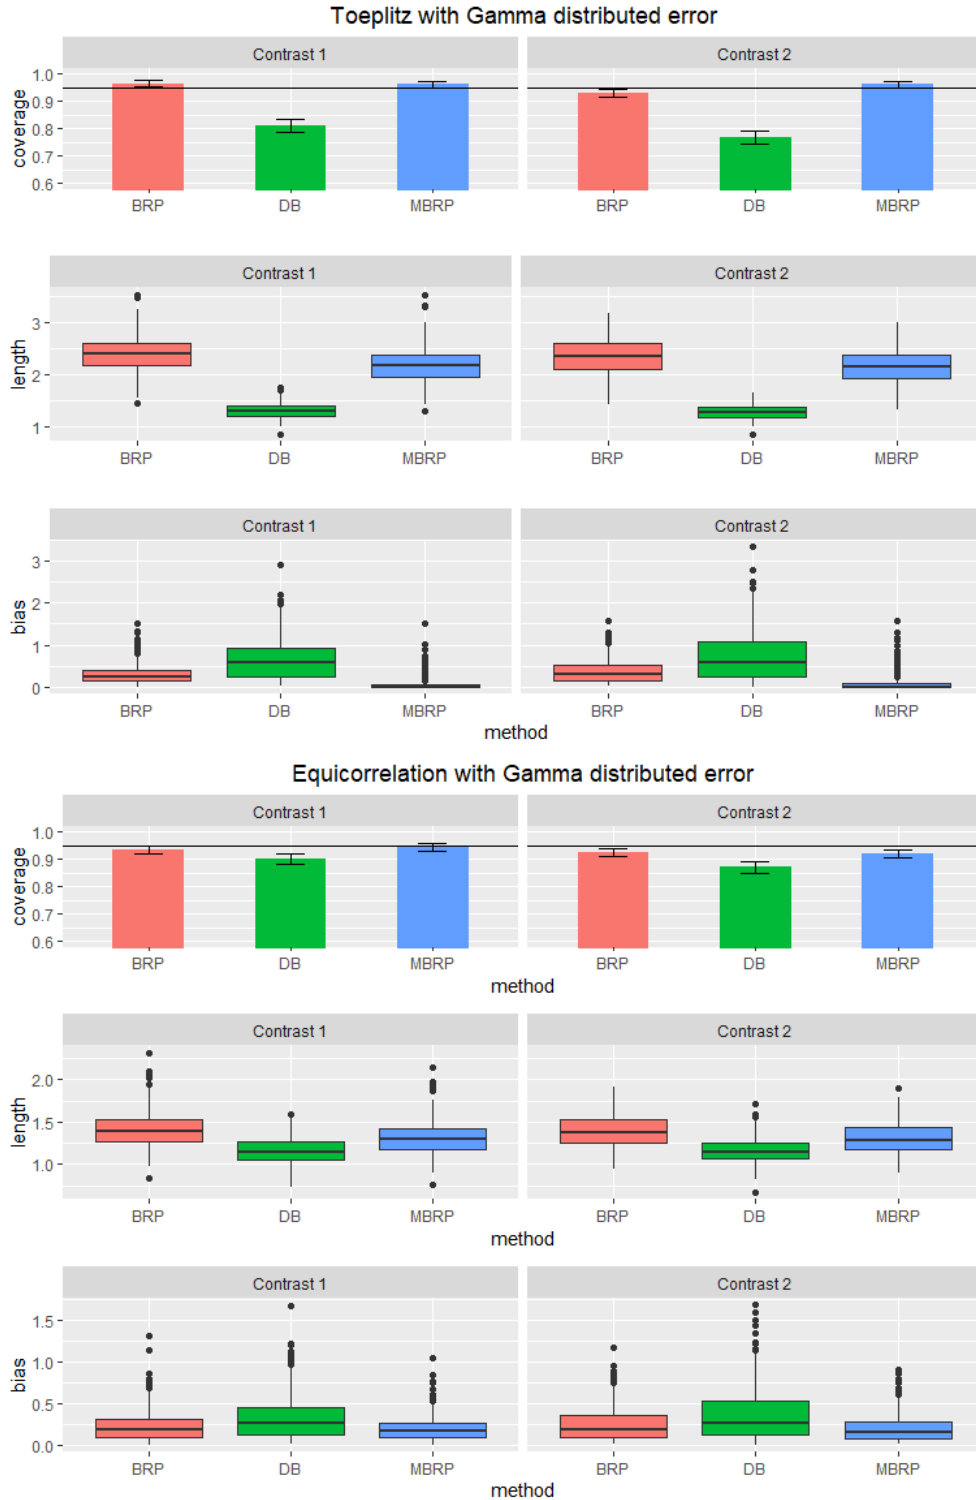 Toeplitz with Gamma distributed error
Contrast 1 Contrast 2
coverage
1.0
0.9
0.8
0.7
0.6
BRP DB MBRP BRP DB MBRP
Contrast 1 Contrast 2
length
3
2
1
BRP DB MBRP BRP DB MBRP
Contrast 1 Contrast 2
bias
3
2
1
0
BRP DB MBRP BRP DB MBRP
method
Equicorrelation with Gamma distributed error
Contrast 1 Contrast 2
coverage
1.0
0.9
0.8
0.7
0.6
BRP DB MBRP BRP DB MBRP
method
Contrast 1 Contrast 2
length
2.0
1.5
1.0
BRP DB MBRP BRP DB MBRP
method
Contrast 1 Contrast 2
bias
1.5
1.0
0.5
0.0
BRP DB MBRP BRP DB MBRP
method